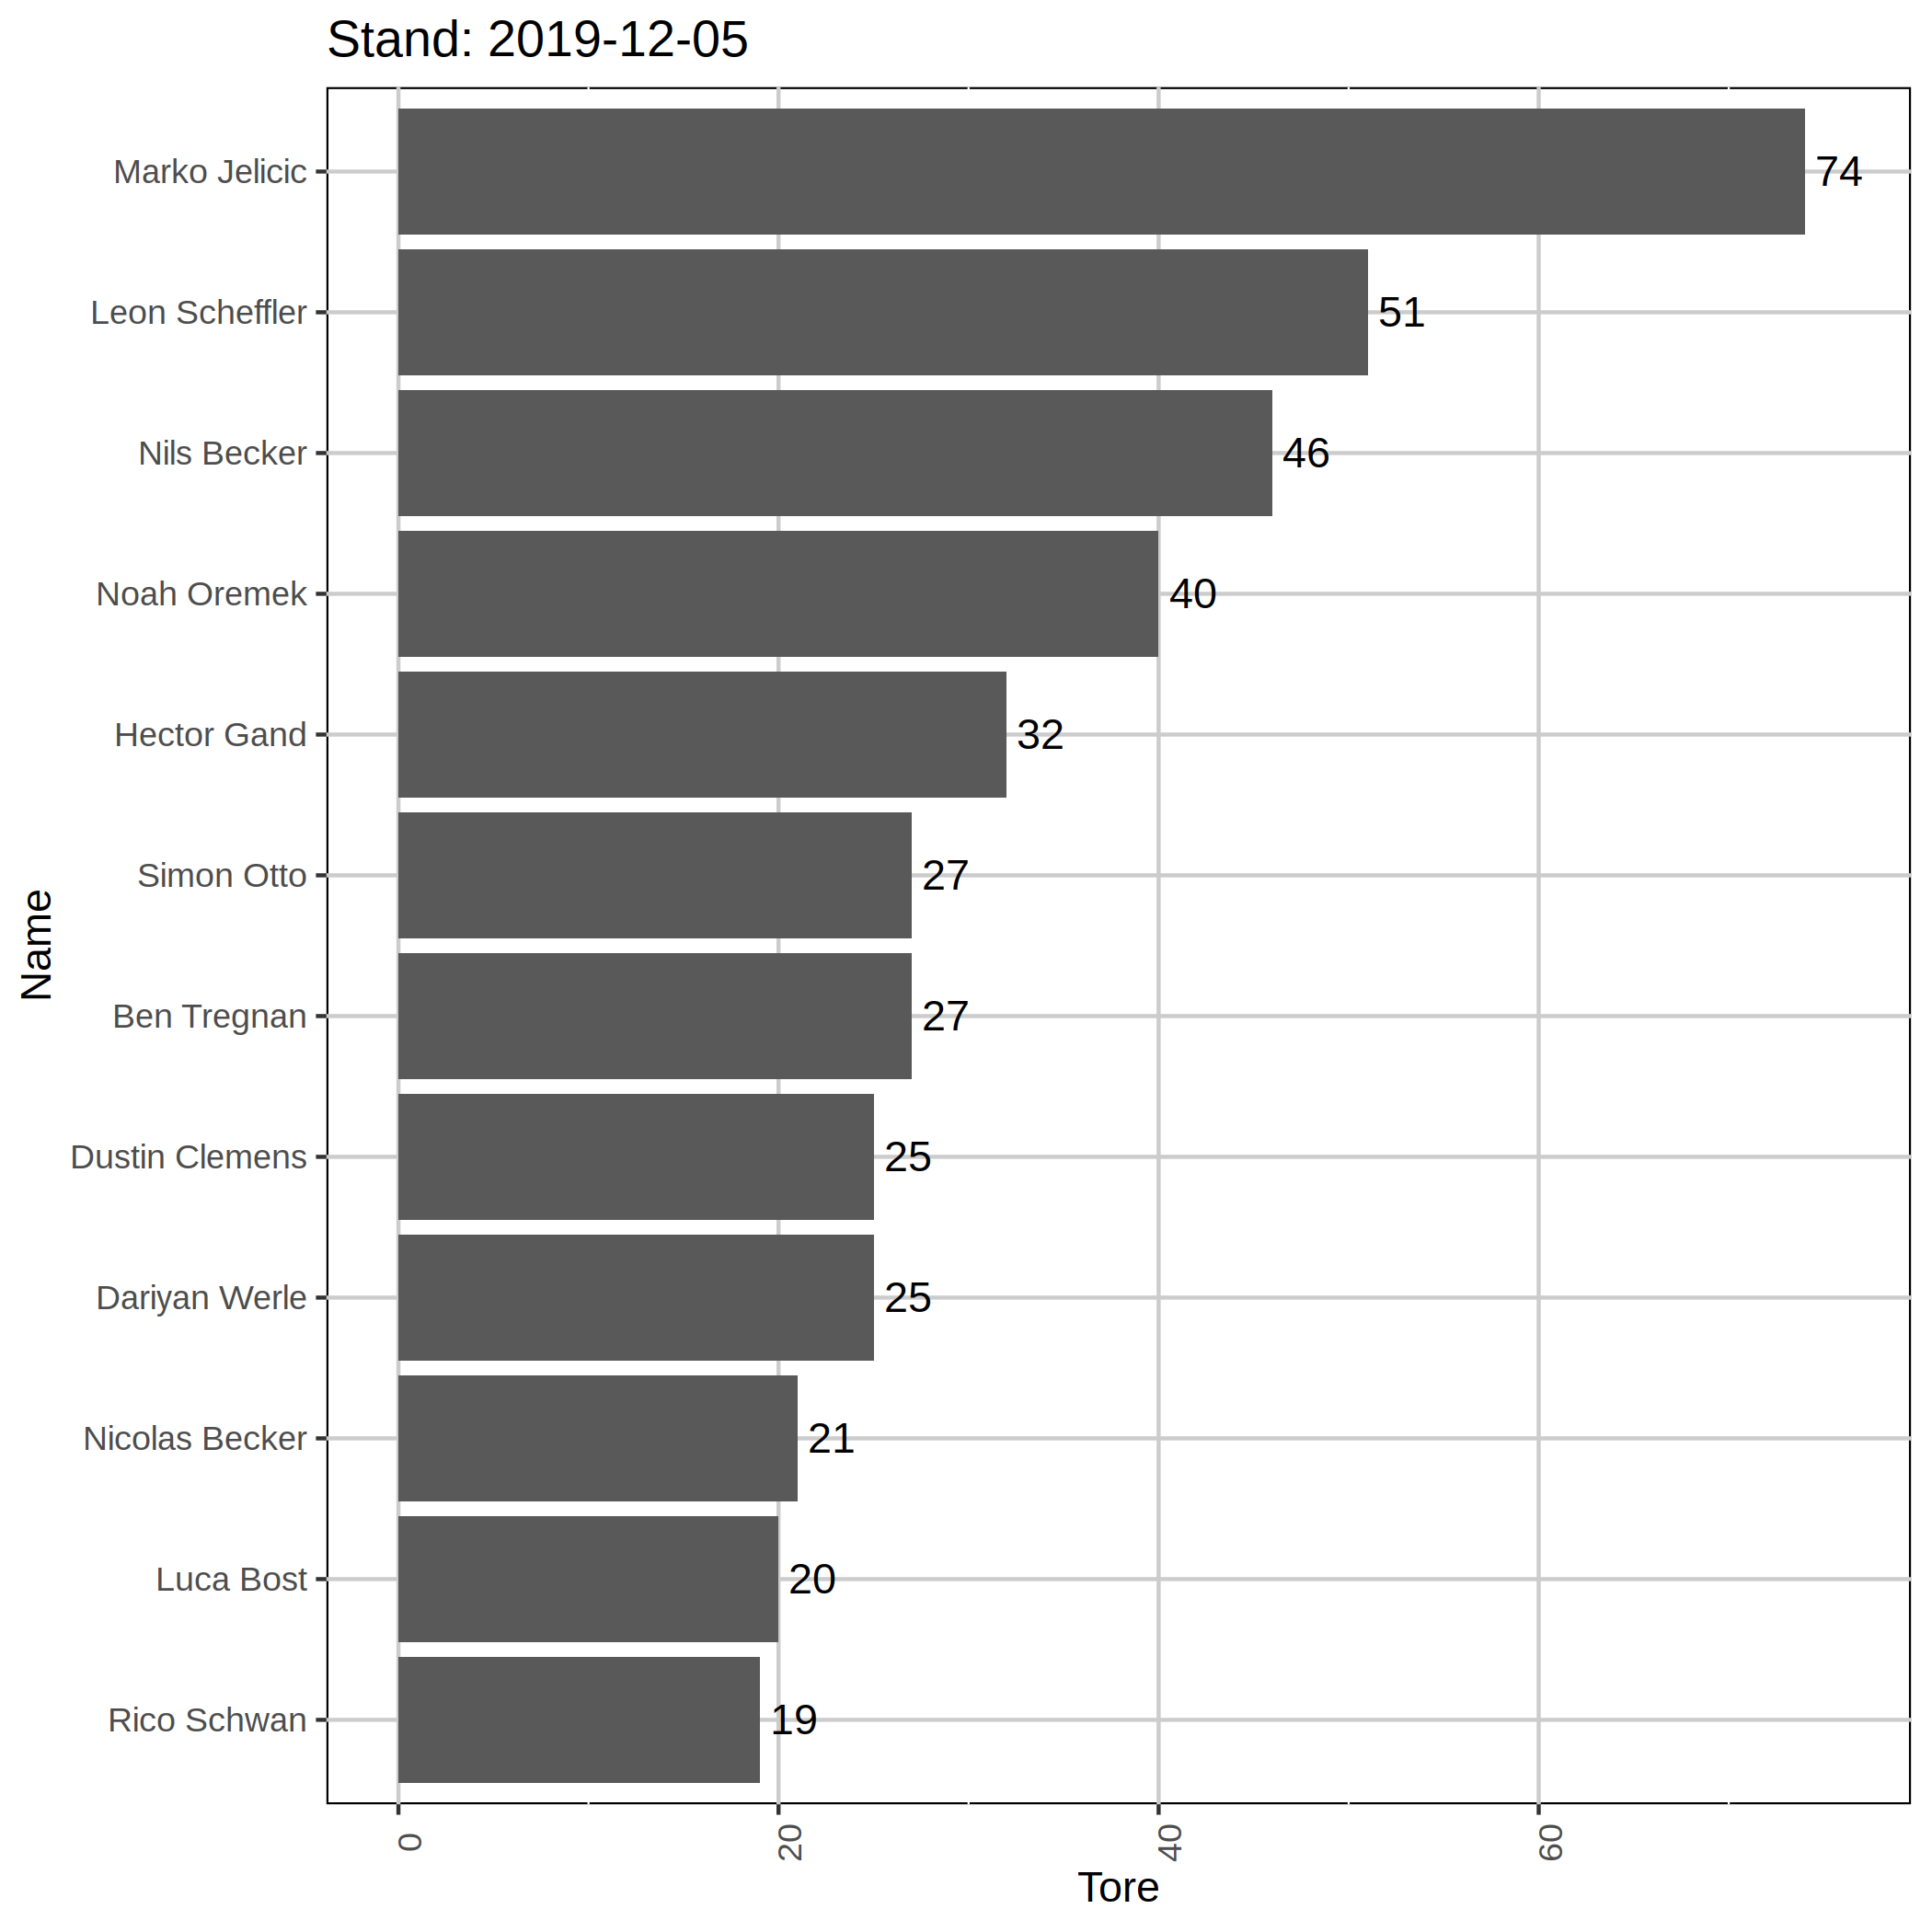 Stand: 2019-12-05
Marko Jelicic 74
Leon Scheffler 51
Nils Becker 46
Noah Oremek 40
Hector Gand 32
Simon Otto 27
Ben Tregnan 27
Dustin Clemens 25
Dariyan Werle 25
Nicolas Becker 21
Luca Bost 20
Rico Schwan 19
Name
0 20 40 60
Tore